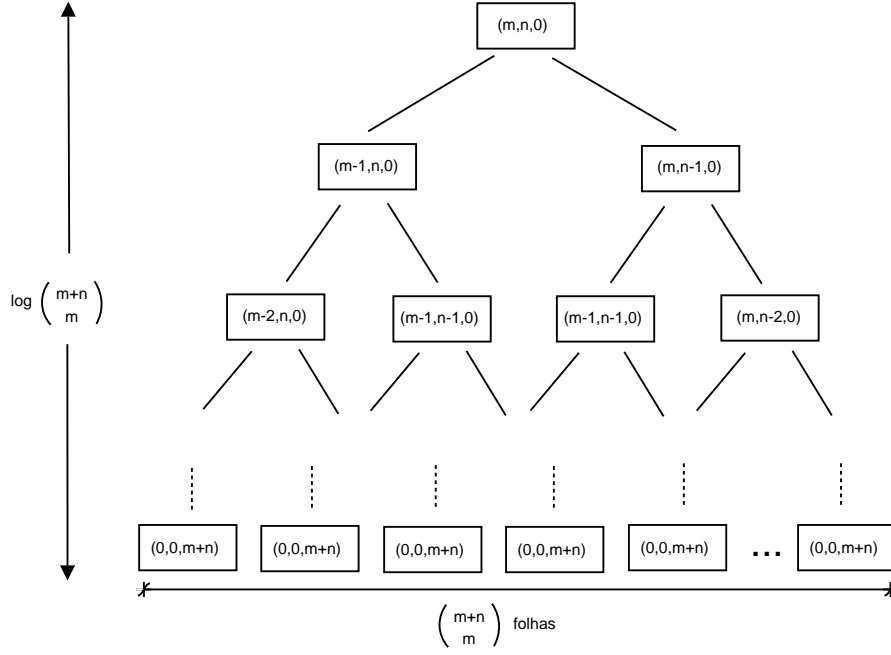 (m,n,0)
(m-1,n,0) (m,n-1,0)
log ( m+n
m )
(m-2,n,0) (m-1,n-1,0) (m-1,n-1,0) (m,n-2,0)
(0,0,m+n) (0,0,m+n) (0,0,m+n) (0,0,m+n) (0,0,m+n) ... (0,0,m+n)
( m+n
m ) folhas